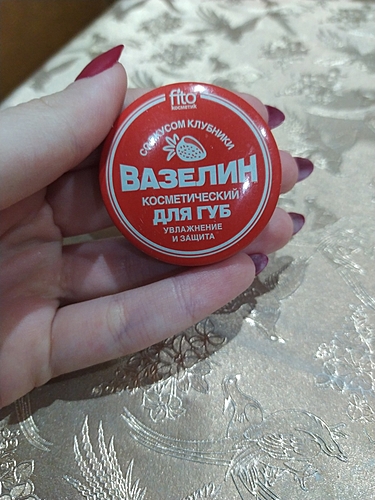 fito
КОСМЕТИК
СО ВКУСОМ КЛУБНИКИ
ВАЗЕЛИН
КОСМЕТИЧЕСКИЙ
ДЛЯ ГУБ
УВЛАЖНЕНИЕ
И ЗАЩИТА